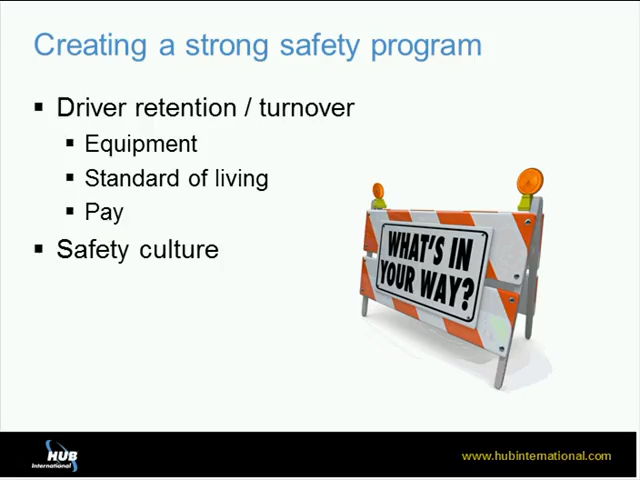 Creating a strong safety program
▪ Driver retention / turnover
▪ Equipment
▪ Standard of living
▪ Pay
▪ Safety culture
WHAT'S IN
YOUR WAY?
HUB
International
www.hubinternational.com